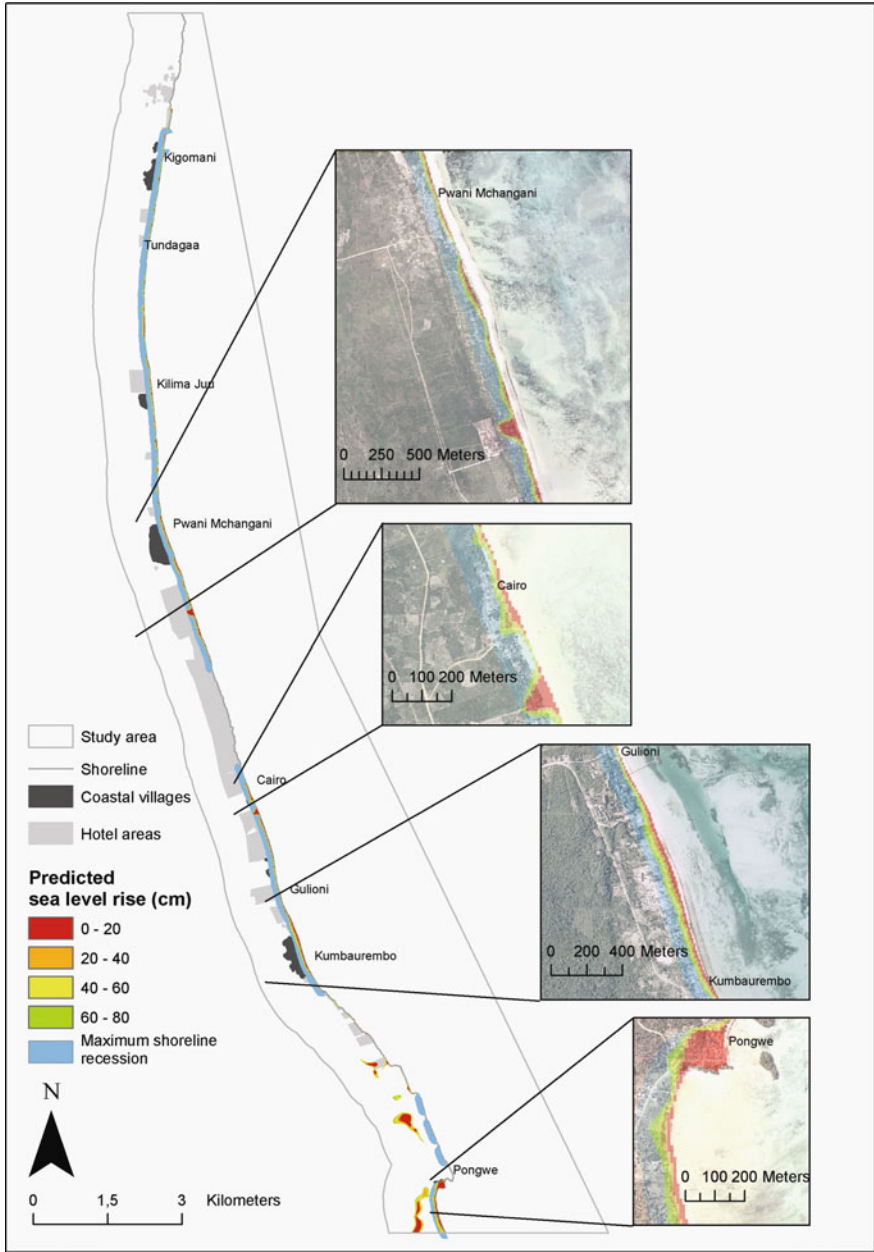 Kigomani
Tundagaa
Kilima Juu
Pwani Mchangani
Cairo
Gulioni
Kumbaurembo
Pongwe
Pwani Mchangani
0 250 500 Meters
Cairo
0 100 200 Meters
Gulioni
0 200 400 Meters
Kumbaurembo
Pongwe
0 100 200 Meters
Study area
Shoreline
Coastal villages
Hotel areas
Predicted
sea level rise (cm)
0 - 20
20 - 40
40 - 60
60 - 80
Maximum shoreline
recession
N
0 1,5 3 Kilometers